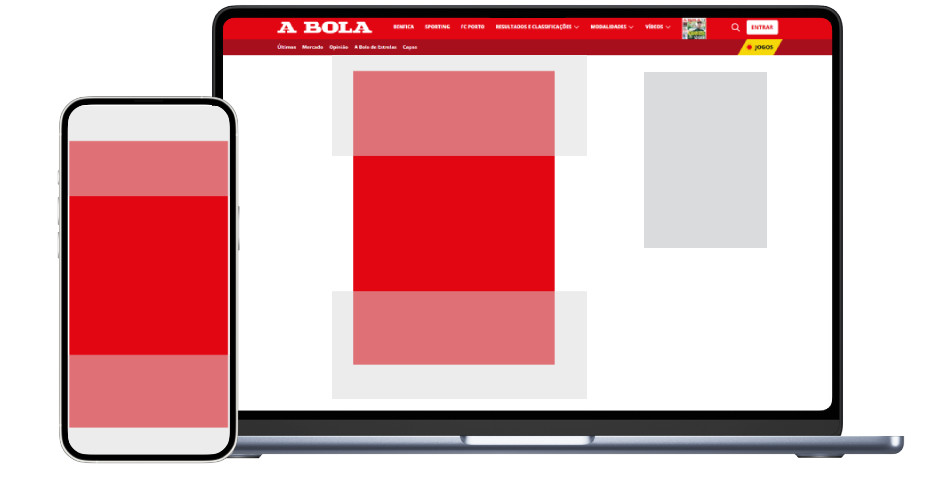 A BOLA BENFICA SPORTING FC PORTO RESULTADOS E CLASSIFICAÇÕES MODALIDADES VÍDEOS ENTRAR
Últimas Mercado Opinião A Bola de Estrelas Capas JOGOS